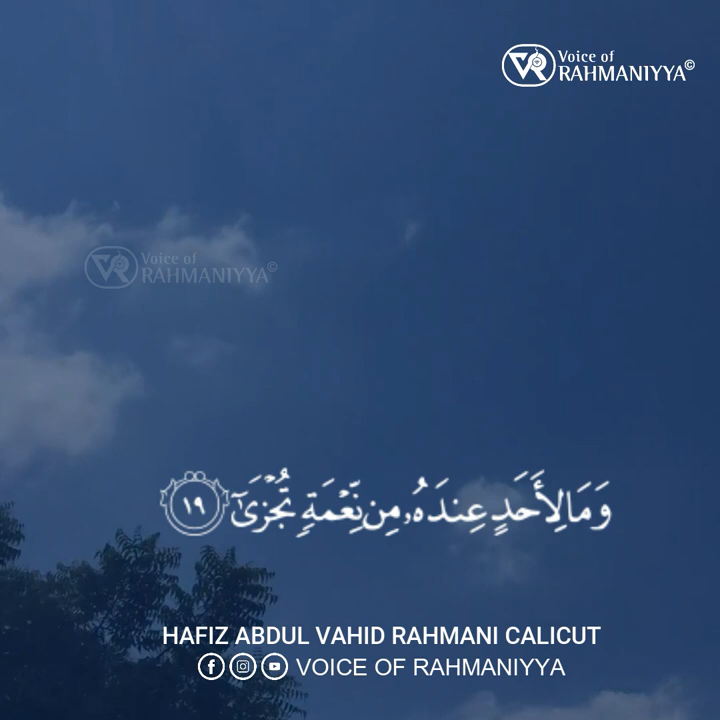 Voice of
RAHMANIYYA©
Voice of
RAHMANIYYA©
وَمَا لِأَحَدٍ عِندَهُۥ مِن نِّعْمَةٍ تُجْزَىٰٓ ١٩
HAFIZ ABDUL VAHID RAHMANI CALICUT
VOICE OF RAHMANIYYA